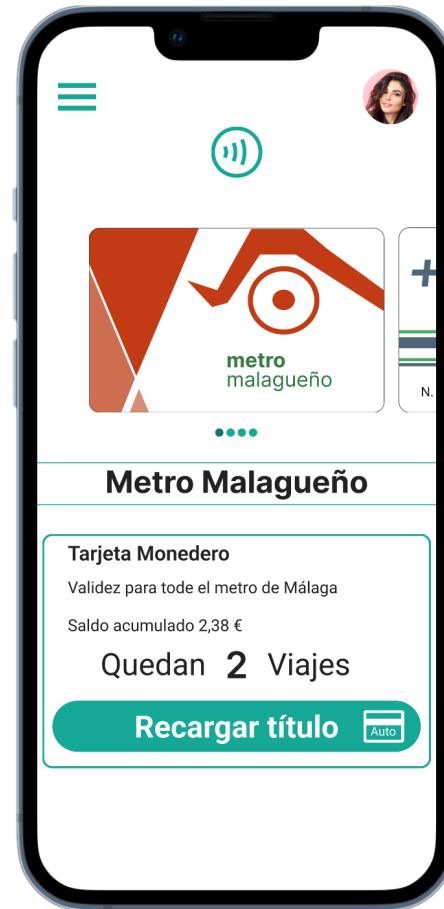 metro
malagueño
+
N.
Metro Malagueño
Tarjeta Monedero
Validez para tode el metro de Málaga
Saldo acumulado 2,38 €
Quedan 2 Viajes
Recargar título Auto